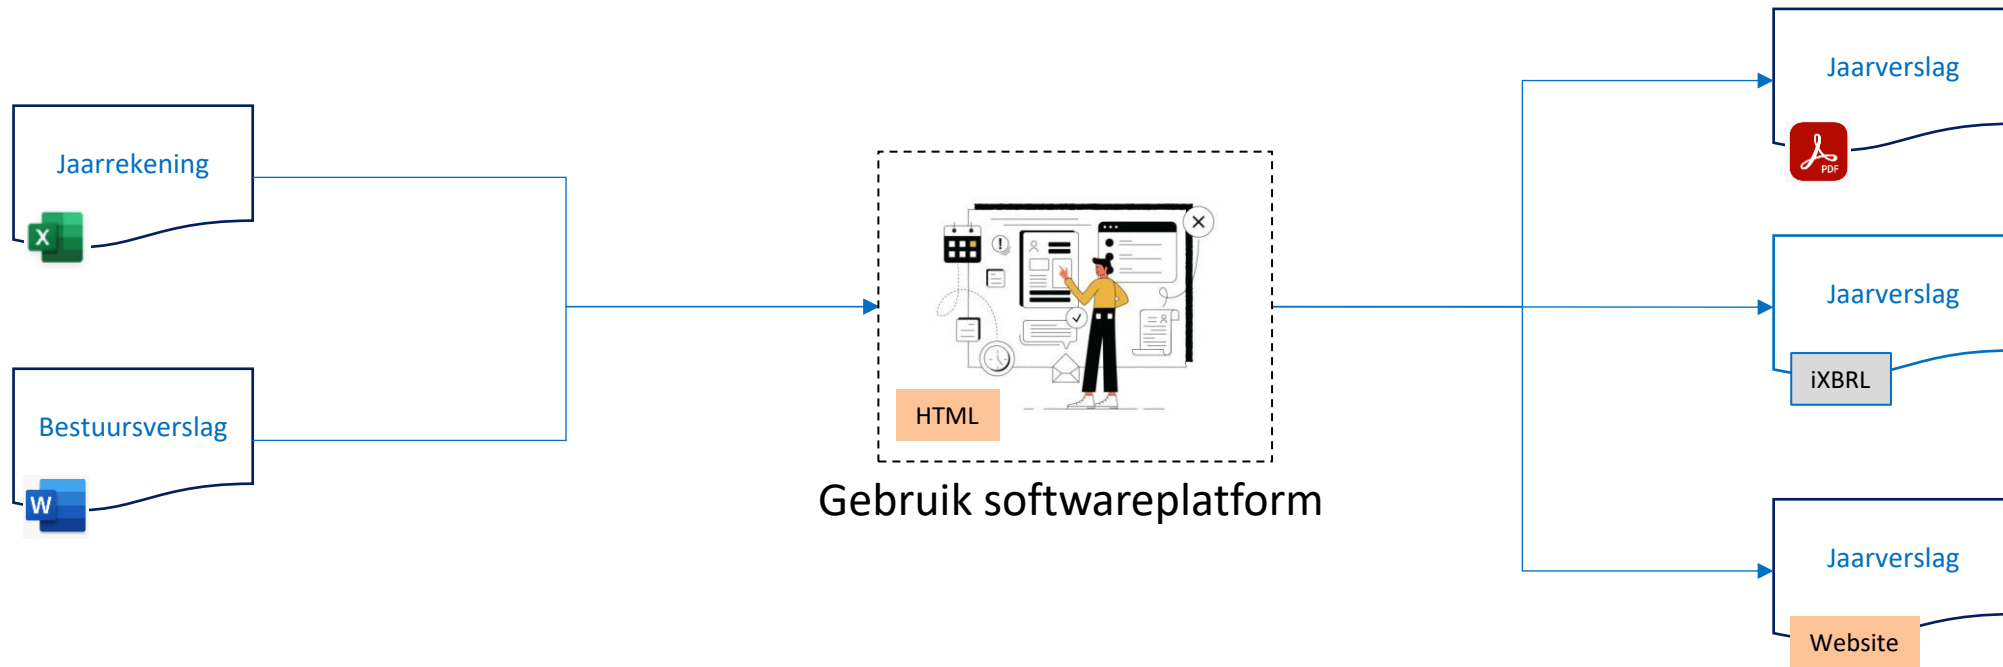 Jaarrekening
X
Bestuursverslag
W
HTML
Gebruik softwareplatform
Jaarverslag
PDF
Jaarverslag
iXBRL
Jaarverslag
Website